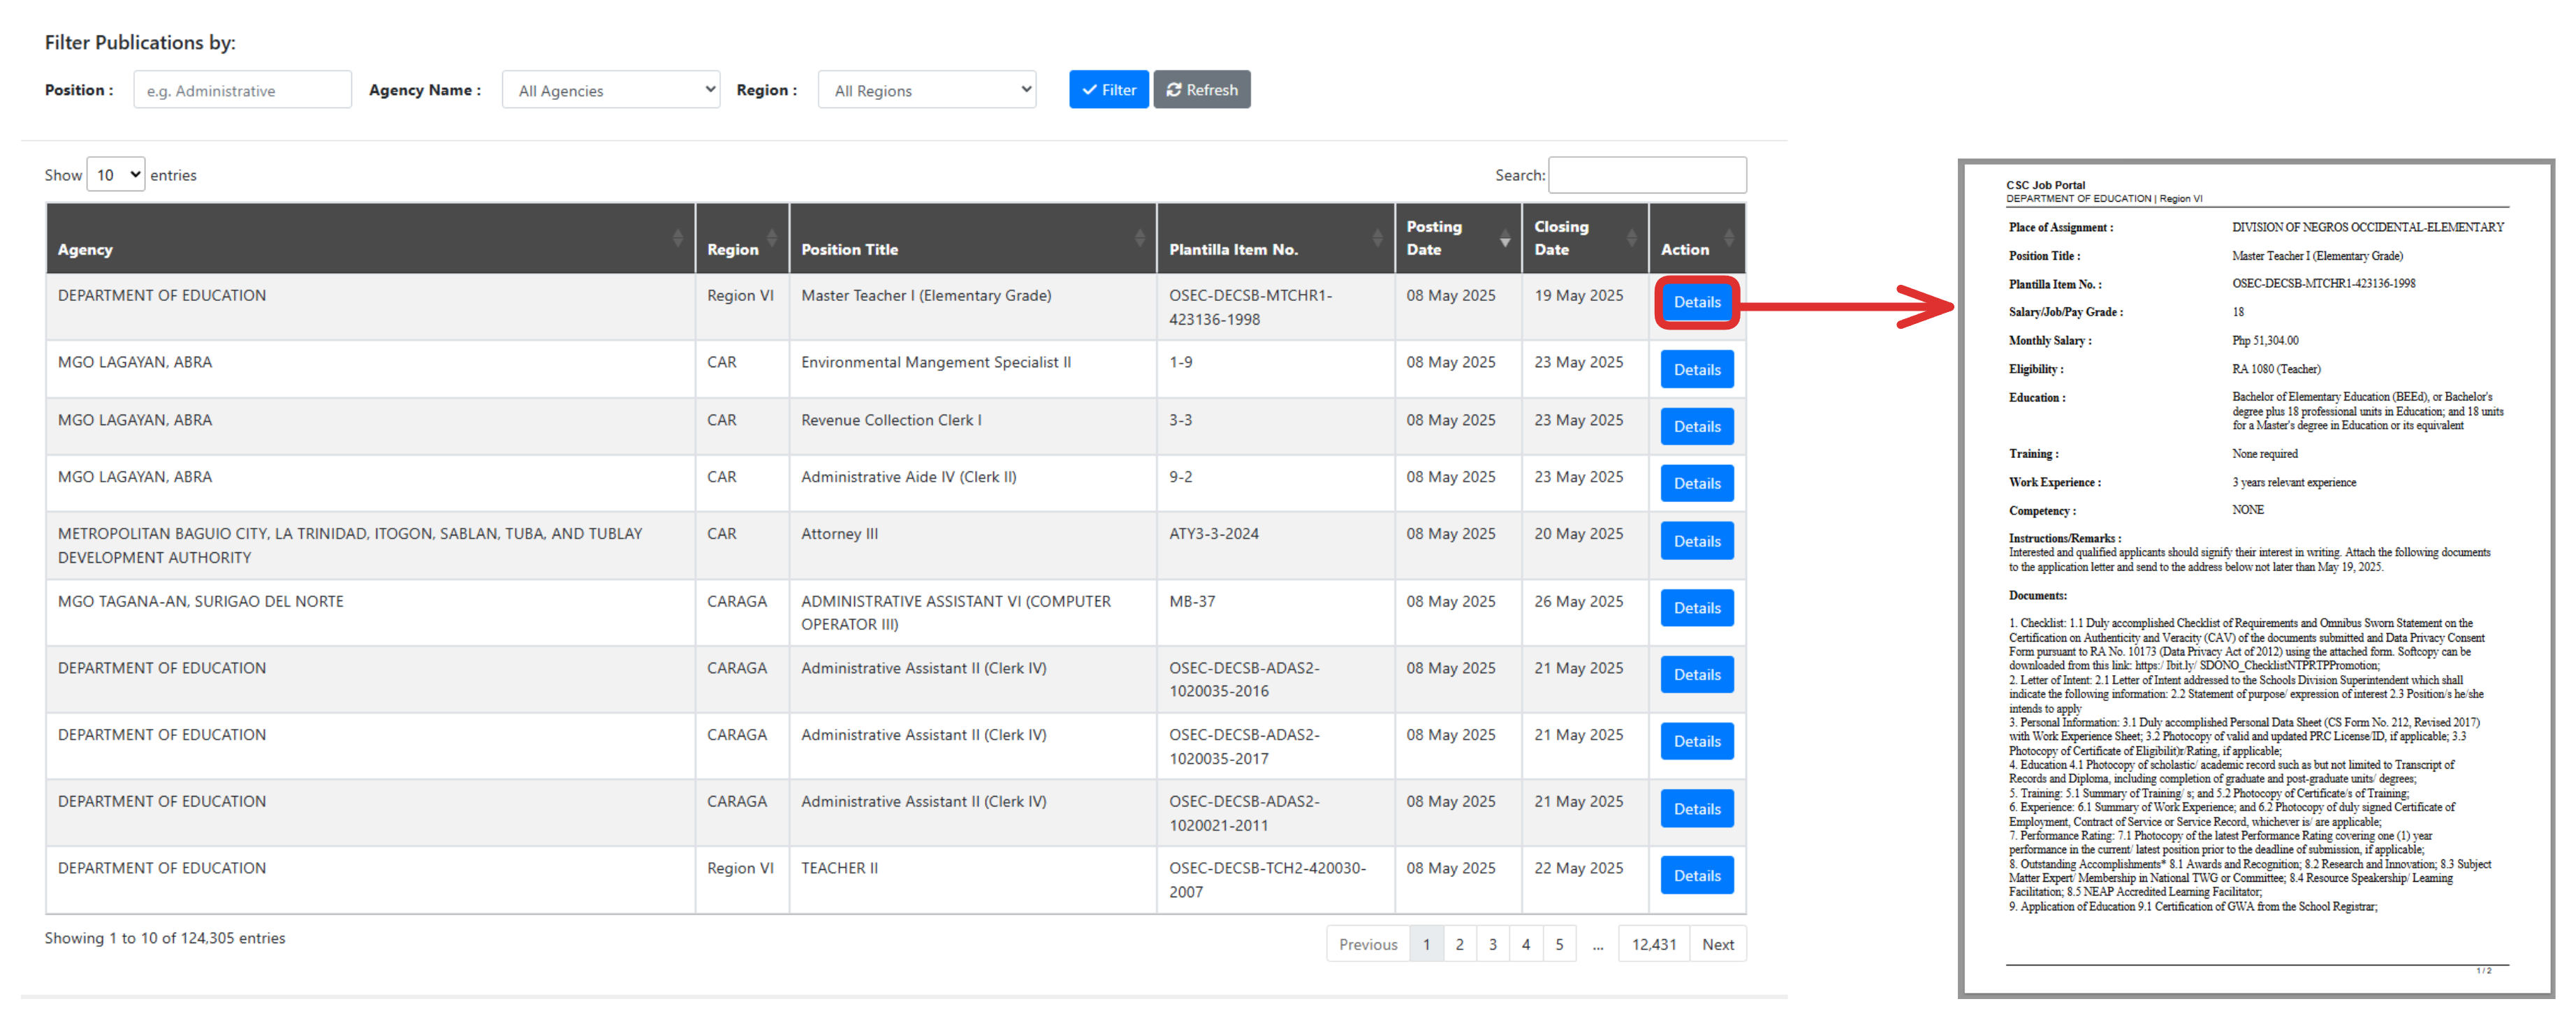 Filter Publications by:
Position : e.g. Administrative Agency Name : All Agencies Region : All Regions Filter Refresh
Show 10 entries Search:
Agency Region Position Title Plantilla Item No. Posting Date Closing Date Action
DEPARTMENT OF EDUCATION Region VI Master Teacher I (Elementary Grade) OSEC-DECSB-MTCHR1-423136-1998 08 May 2025 19 May 2025 Details
MGO LAGAYAN, ABRA CAR Environmental Mangement Specialist II 1-9 08 May 2025 23 May 2025 Details
MGO LAGAYAN, ABRA CAR Revenue Collection Clerk I 3-3 08 May 2025 23 May 2025 Details
MGO LAGAYAN, ABRA CAR Administrative Aide IV (Clerk II) 9-2 08 May 2025 23 May 2025 Details
METROPOLITAN BAGUIO CITY, LA TRINIDAD, ITOGON, SABLAN, TUBA, AND TUBLAY DEVELOPMENT AUTHORITY CAR Attorney III ATY3-3-2024 08 May 2025 20 May 2025 Details
MGO TAGANA-AN, SURIGAO DEL NORTE CARAGA ADMINISTRATIVE ASSISTANT VI (COMPUTER OPERATOR III) MB-37 08 May 2025 26 May 2025 Details
DEPARTMENT OF EDUCATION CARAGA Administrative Assistant II (Clerk IV) OSEC-DECSB-ADAS2-1020035-2016 08 May 2025 21 May 2025 Details
DEPARTMENT OF EDUCATION CARAGA Administrative Assistant II (Clerk IV) OSEC-DECSB-ADAS2-1020035-2017 08 May 2025 21 May 2025 Details
DEPARTMENT OF EDUCATION CARAGA Administrative Assistant II (Clerk IV) OSEC-DECSB-ADAS2-1020021-2011 08 May 2025 21 May 2025 Details
DEPARTMENT OF EDUCATION Region VI TEACHER II OSEC-DECSB-TCH2-420030-2007 08 May 2025 22 May 2025 Details
Showing 1 to 10 of 124,305 entries Previous 1 2 3 4 5 ... 12,431 Next
CSC Job Portal
DEPARTMENT OF EDUCATION | Region VI
Place of Assignment : DIVISION OF NEGROS OCCIDENTAL-ELEMENTARY
Position Title : Master Teacher I (Elementary Grade)
Plantilla Item No. : OSEC-DECSB-MTCHR1-423136-1998
Salary/Job/Pay Grade : 18
Monthly Salary : Php 51,304.00
Eligibility : RA 1080 (Teacher)
Education : Bachelor of Elementary Education (BEEd), or Bachelor's
degree plus 18 professional units in Education; and 18 units
for a Master's degree in Education or its equivalent
Training : None required
Work Experience : 3 years relevant experience
Competency : NONE
Instructions/Remarks :
Interested and qualified applicants should signify their interest in writing. Attach the following documents
to the application letter and send to the address below not later than May 19, 2025.
Documents:
1. Checklist: 1.1 Duly accomplished Checklist of Requirements and Omnibus Sworn Statement on the
Certification on Authenticity and Veracity (CAV) of the documents submitted and Data Privacy Consent
Form pursuant to RA No. 10173 (Data Privacy Act of 2012) using the attached form. Softcopy can be
downloaded from this link: https:/ Ibit.ly/ SDONO_ChecklistNTPRTPPromotion;
2. Letter of Intent: 2.1 Letter of Intent addressed to the Schools Division Superintendent which shall
indicate the following information: 2.2 Statement of purpose/ expression of interest 2.3 Position/s he/she
intends to apply
3. Personal Information: 3.1 Duly accomplished Personal Data Sheet (CS Form No. 212, Revised 2017)
with Work Experience Sheet; 3.2 Photocopy of valid and updated PRC License/ID, if applicable; 3.3
Photocopy of Certificate of Eligibilit)r/Rating, if applicable;
4. Education 4.1 Photocopy of scholastic/ academic record such as but not limited to Transcript of
Records and Diploma, including completion of graduate and post-graduate units/ degrees;
5. Training: 5.1 Summary of Training/ s; and 5.2 Photocopy of Certificate/s of Training;
6. Experience: 6.1 Summary of Work Experience; and 6.2 Photocopy of duly signed Certificate of
Employment, Contract of Service or Service Record, whichever is/ are applicable;
7. Performance Rating: 7.1 Photocopy of the latest Performance Rating covering one (1) year
performance in the current/ latest position prior to the deadline of submission, if applicable;
8. Outstanding Accomplishments* 8.1 Awards and Recognition; 8.2 Research and Innovation; 8.3 Subject
Matter Expert/ Membership in National TWG or Committee; 8.4 Resource Speakership/ Leaming
Facilitation; 8.5 NEAP Accredited Learning Facilitator;
9. Application of Education 9.1 Certification of GWA from the School Registrar;
1 / 2